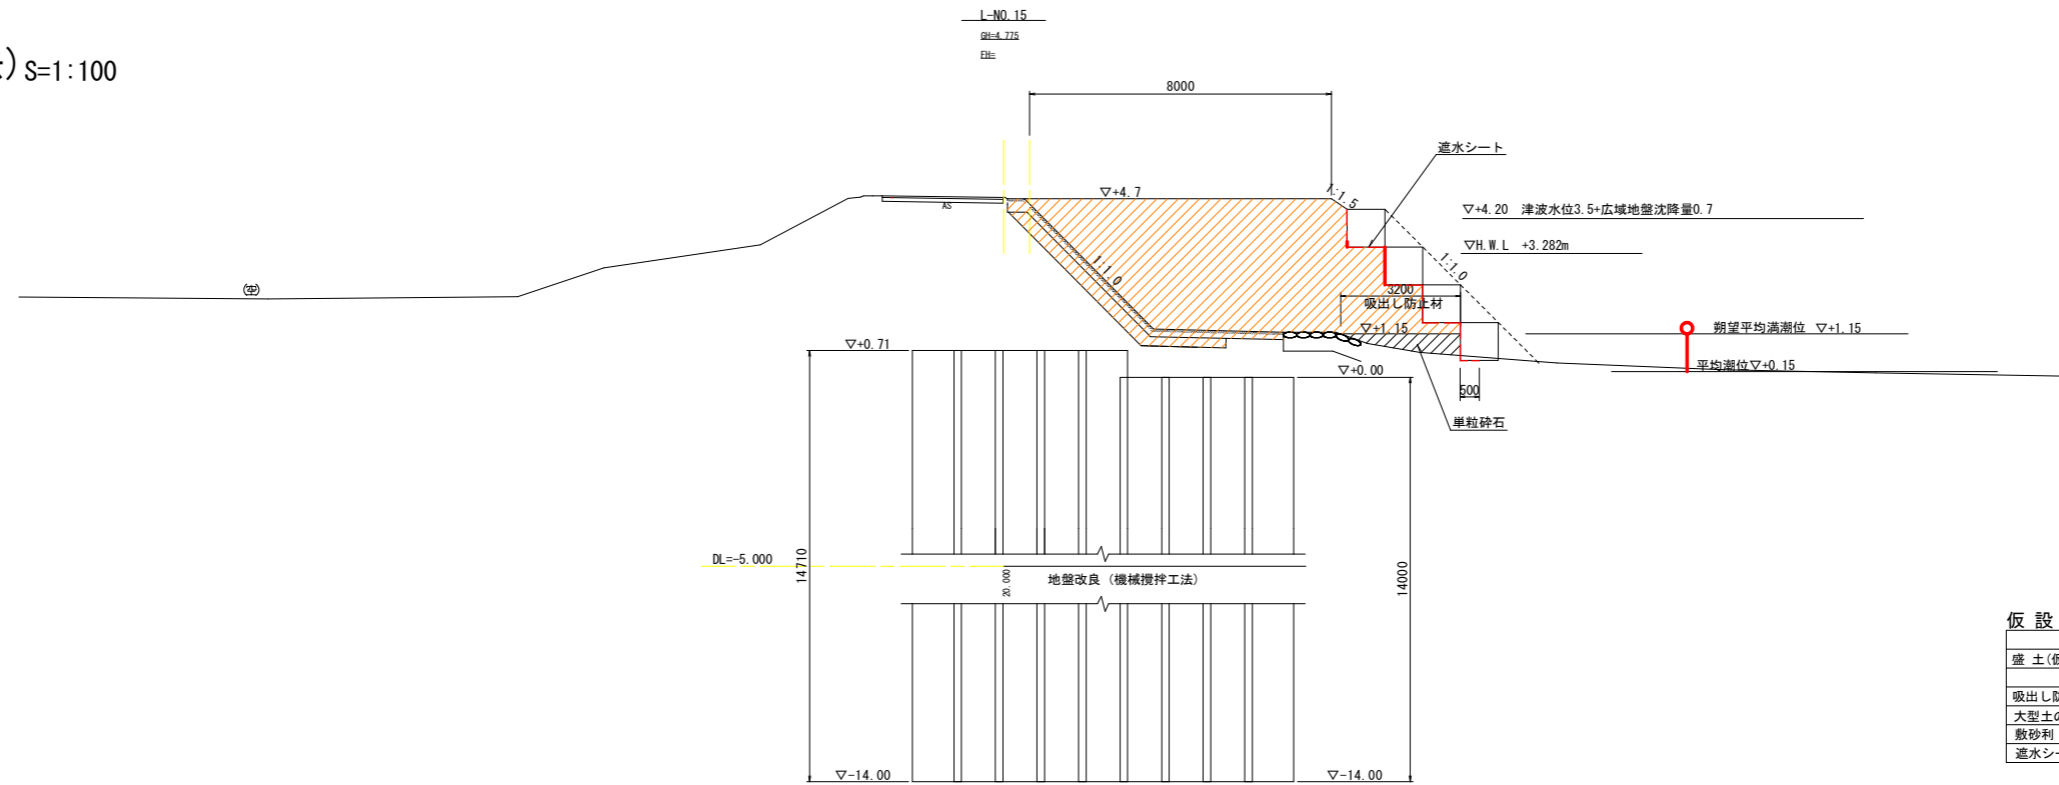 L-NO.15
GH=4.775
FH=
) S=1:100
8000
遮水シート
1:1.5
▽+4.7
AS
▽+4.20 津波水位3.5+広域地盤沈降量0.7
▽H.W.L +3.282m
1:1.0
1:1.0
3200
吸出し防止材
▽+1.15
朔望平均満潮位 ▽+1.15
▽+0.71
▽+0.00
平均潮位▽+0.15
500
単粒砕石
DL=-5.000
14710
20.000
地盤改良（機械攪拌工法）
14000
▽-14.00
▽-14.00
仮 設
盛 土(仮
吸出し防
大型土の
敷砂利
遮水シー